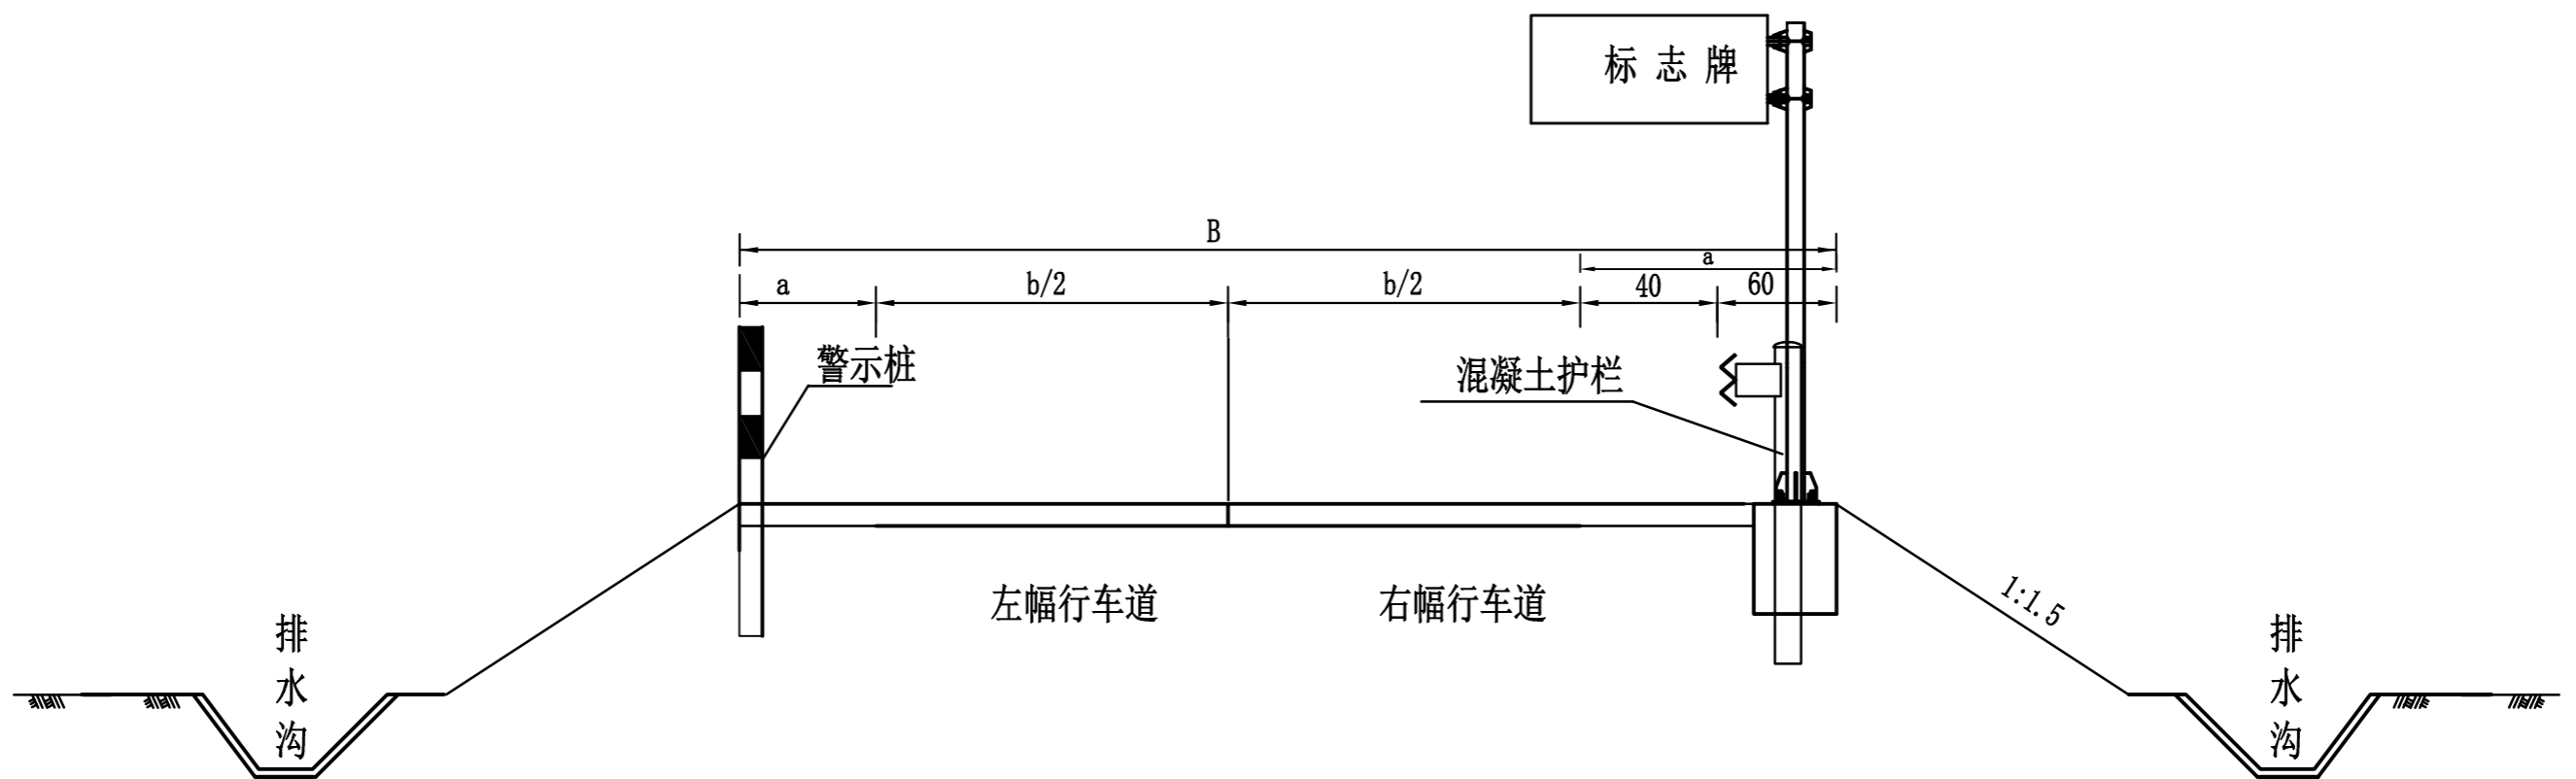 标志牌
B
a
a
b/2
b/2
40
60
警示桩
混凝土护栏
左幅行车道
右幅行车道
1:1.5
排水沟
排水沟